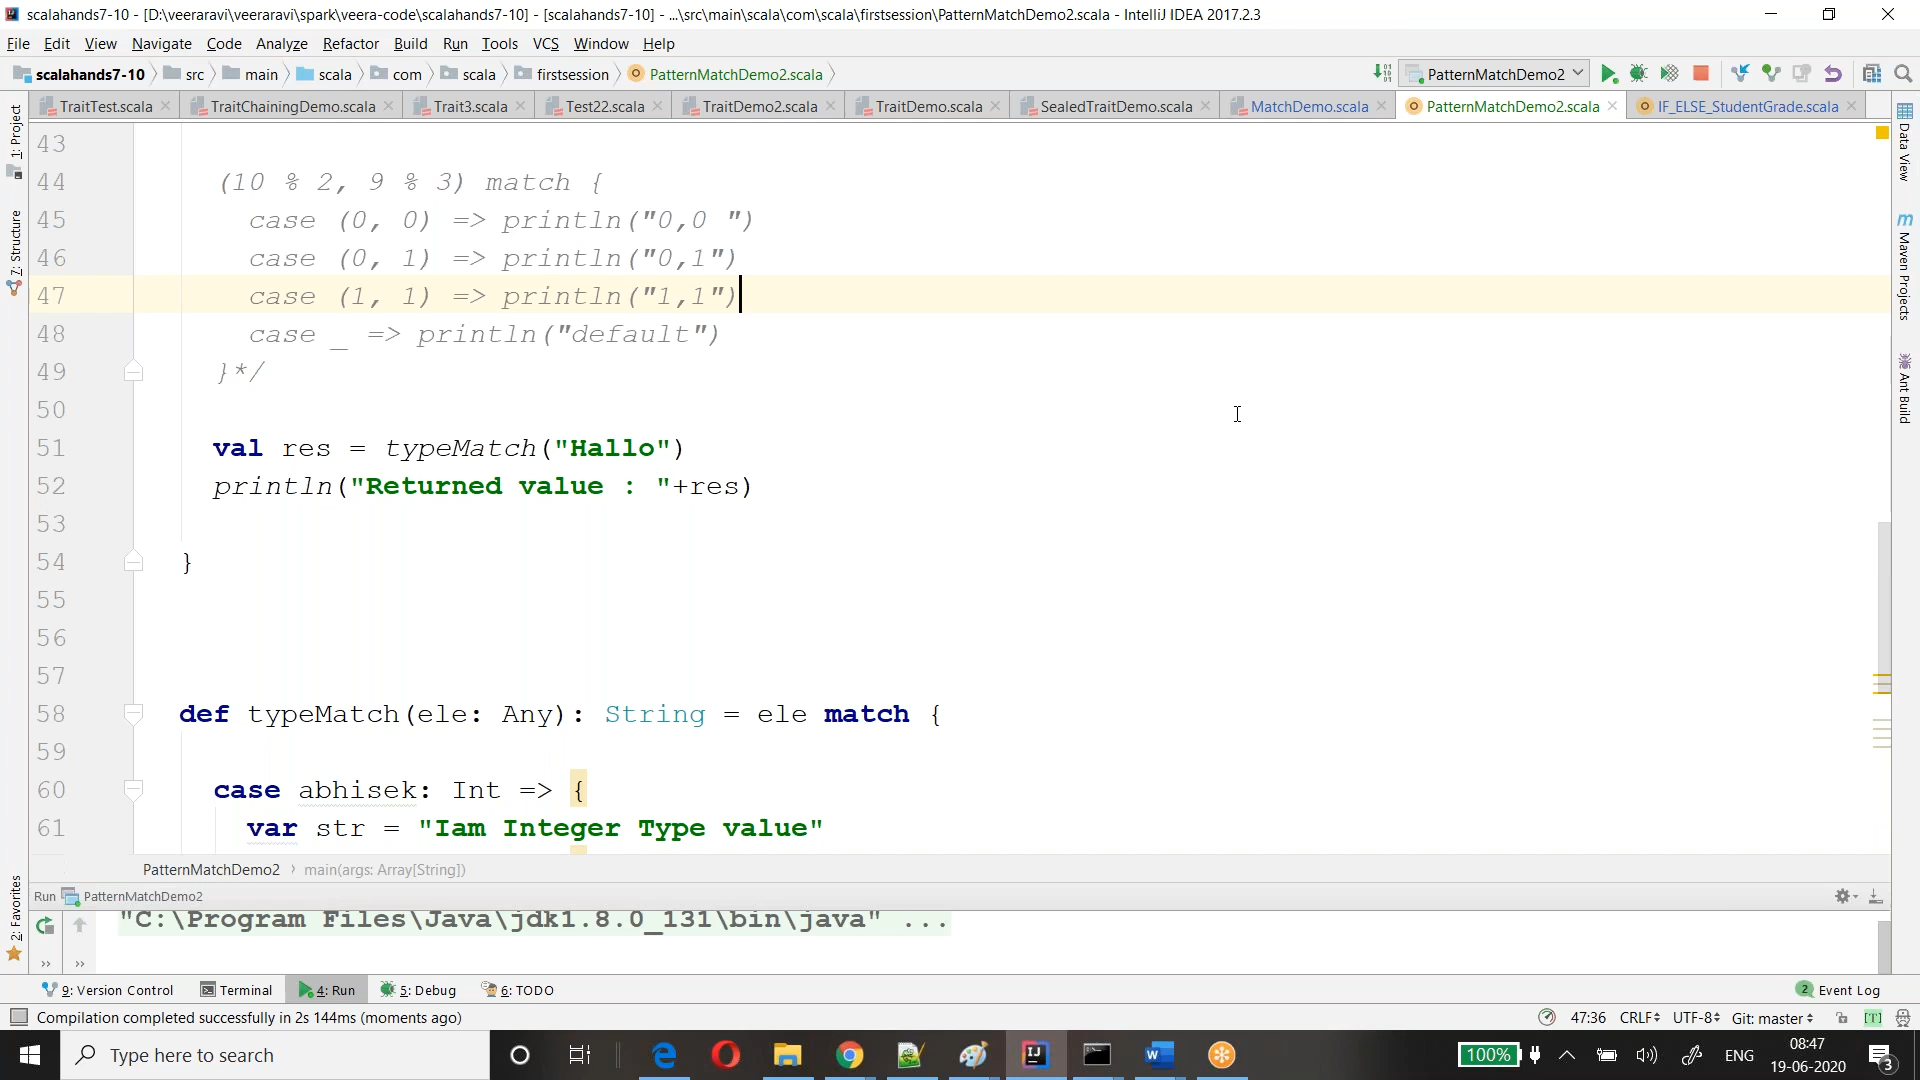 scalahands7-10 - [D:\veeraravi\veeraravi\spark\veera-code\scalahands7-10] - [scalahands7-10] - ...\src\main\scala\com\scala\firstsession\PatternMatchDemo2.scala - IntelliJ IDEA 2017.2.3
File Edit View Navigate Code Analyze Refactor Build Run Tools VCS Window Help
scalahands7-10 src main scala com scala firstsession PatternMatchDemo2.scala PatternMatchDemo2
TraitTest.scala TraitChainingDemo.scala Trait3.scala Test22.scala TraitDemo2.scala TraitDemo.scala SealedTraitDemo.scala MatchDemo.scala PatternMatchDemo2.scala IF_ELSE_StudentGrade.scala
1: Project
7: Structure
2: Favorites
Data View
Maven Projects
Ant Build
43
44 (10 % 2, 9 % 3) match {
45 case (0, 0) => println("0,0 ")
46 case (0, 1) => println("0,1")
47 case (1, 1) => println("1,1")
48 case _ => println("default")
49 }*/
50
51 val res = typeMatch("Hallo")
52 println("Returned value : "+res)
53
54 }
55
56
57
58 def typeMatch(ele: Any): String = ele match {
59
60 case abhisek: Int => {
61 var str = "Iam Integer Type value"
PatternMatchDemo2 main(args: Array[String])
Run PatternMatchDemo2
"C:\Program Files\Java\jdk1.8.0_131\bin\java" ...
9: Version Control Terminal 4: Run 5: Debug 6: TODO 2 Event Log
Compilation completed successfully in 2s 144ms (moments ago) 47:36 CRLF UTF-8 Git: master [T]
Type here to search 100% ENG 08:47
19-06-2020 3